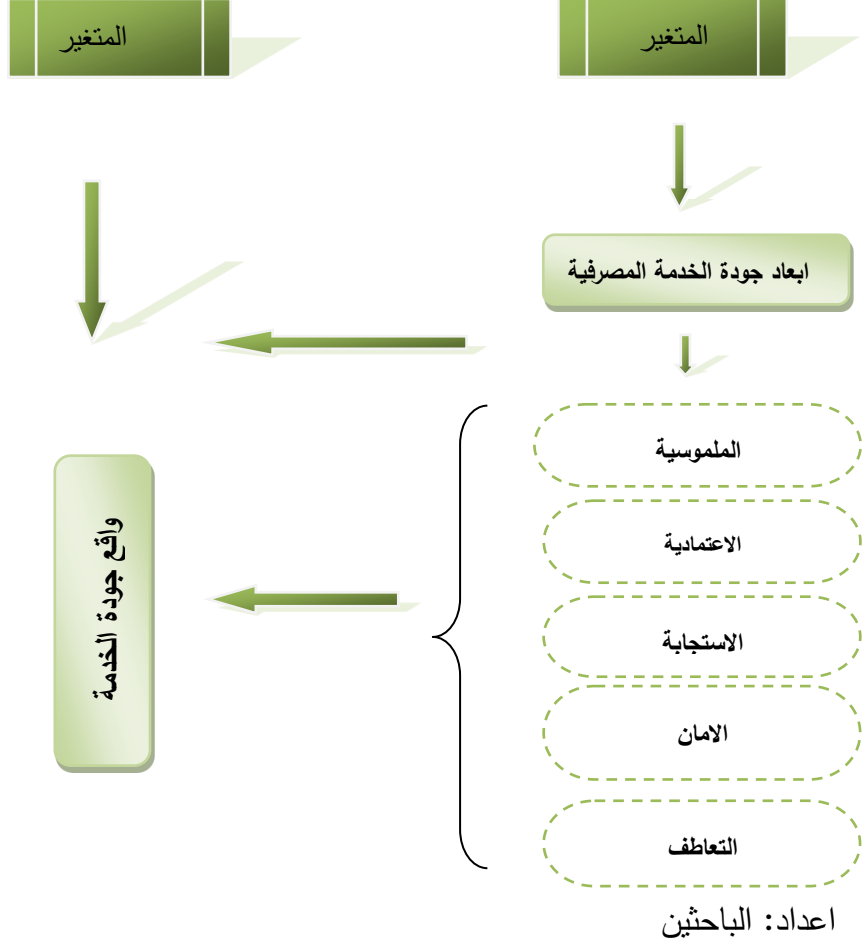 المتغير
المتغير
ابعاد جودة الخدمة المصرفية
الملموسية
الاعتمادية
الاستجابة
الامان
التعاطف
واقع جودة الخدمة
اعداد: الباحثين